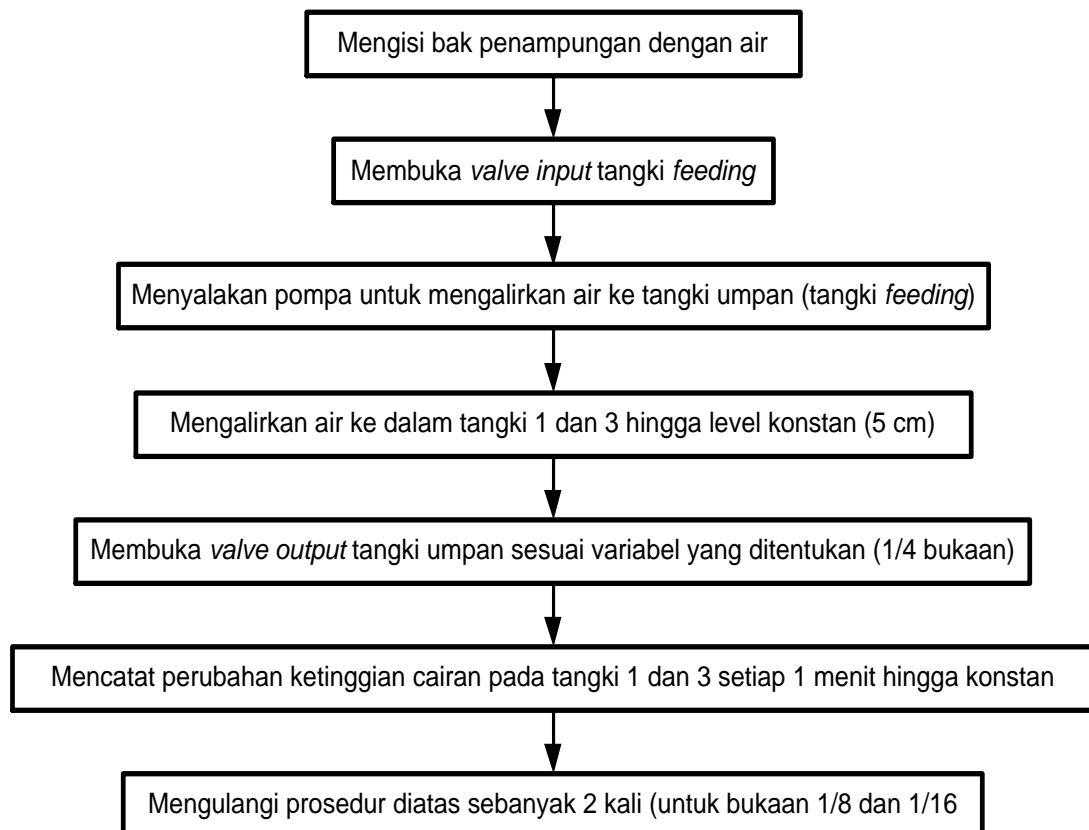 Mengisi bak penampungan dengan air
Membuka valve input tangki feeding
Menyalakan pompa untuk mengalirkan air ke tangki umpan (tangki feeding)
Mengalirkan air ke dalam tangki 1 dan 3 hingga level konstan (5 cm)
Membuka valve output tangki umpan sesuai variabel yang ditentukan (1/4 bukaan)
Mencatat perubahan ketinggian cairan pada tangki 1 dan 3 setiap 1 menit hingga konstan
Mengulangi prosedur diatas sebanyak 2 kali (untuk bukaan 1/8 dan 1/16